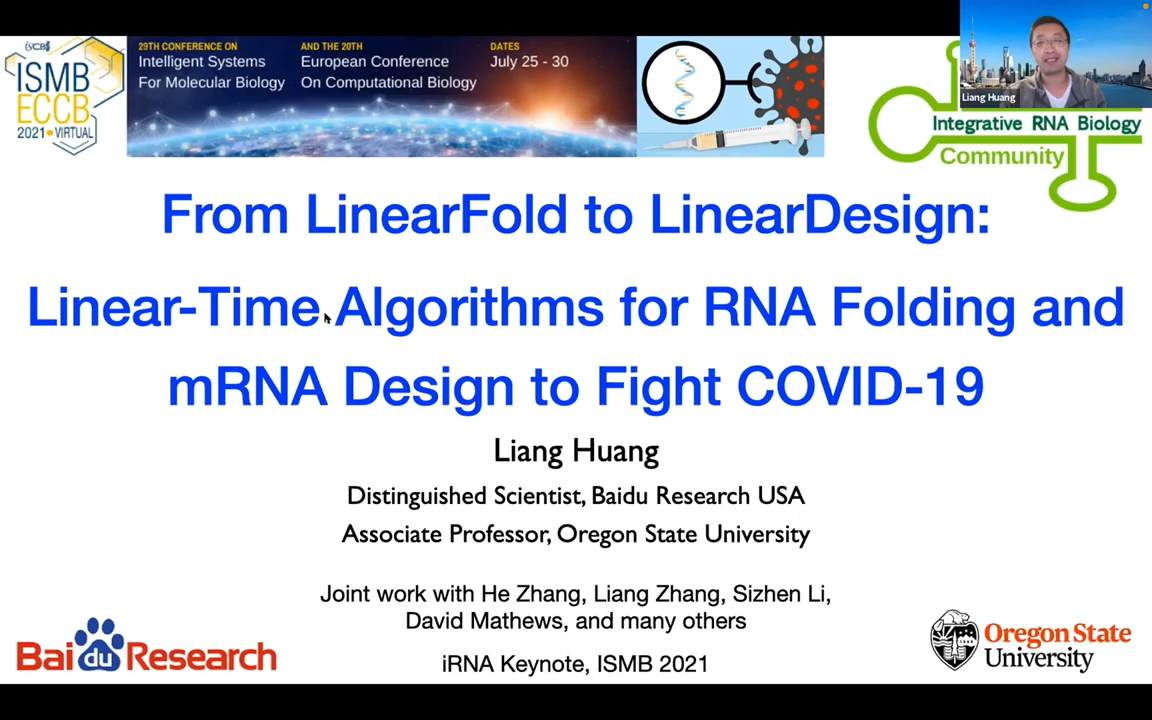 ISCB
ISMB
ECCB
2021 • VIRTUAL
29TH CONFERENCE ON
Intelligent Systems
For Molecular Biology
AND THE 20TH
European Conference
On Computational Biology
DATES
July 25 - 30
Liang Huang
Integrative RNA Biology
Community
From LinearFold to LinearDesign:
Linear-Time Algorithms for RNA Folding and
mRNA Design to Fight COVID-19
Liang Huang
Distinguished Scientist, Baidu Research USA
Associate Professor, Oregon State University
Joint work with He Zhang, Liang Zhang, Sizhen Li,
David Mathews, and many others
iRNA Keynote, ISMB 2021
Bai du Research
Oregon State
University